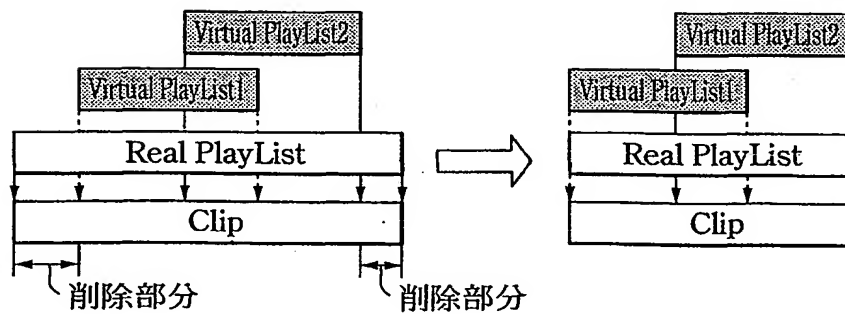 Virtual PlayList2
Virtual PlayList1
Real PlayList
Clip
削除部分
削除部分
Virtual PlayList2
Virtual PlayList1
Real PlayList
Clip